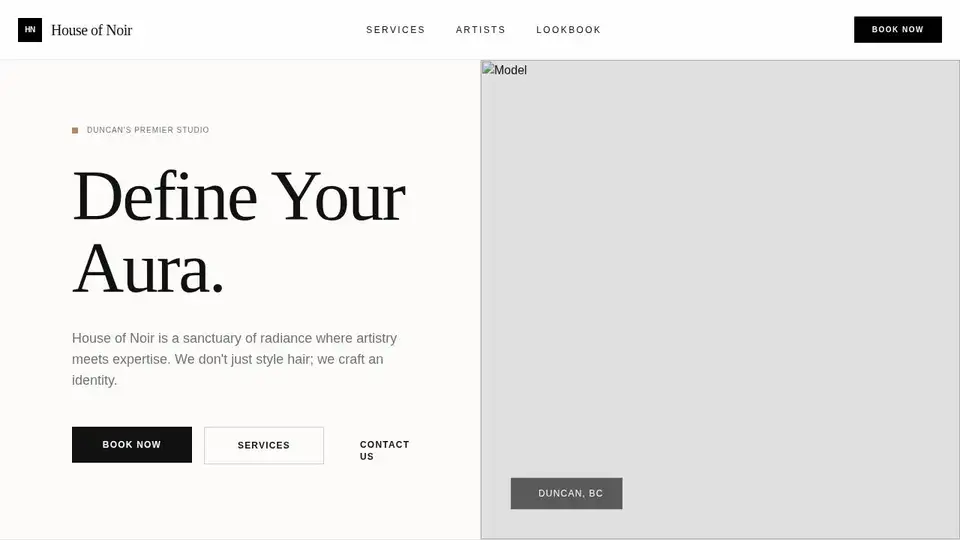 HN
House of Noir
SERVICES
ARTISTS
LOOKBOOK
BOOK NOW
DUNCAN'S PREMIER STUDIO
Define Your
Aura.
House of Noir is a sanctuary of radiance where artistry
meets expertise. We don't just style hair; we craft an
identity.
BOOK NOW
SERVICES
CONTACT
US
Model
DUNCAN, BC